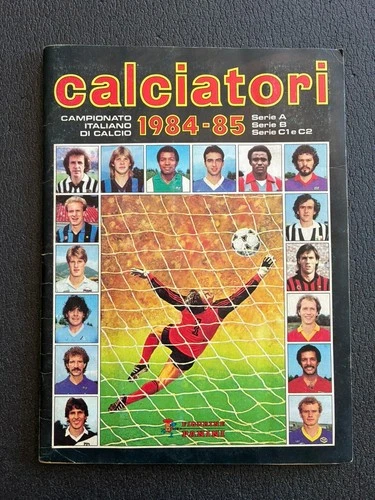 calciatori
CAMPIONATO
ITALIANO
DI CALCIO
1984-85
Serie A
Serie B
Serie C1 e C2
FIGURINE
PANINI